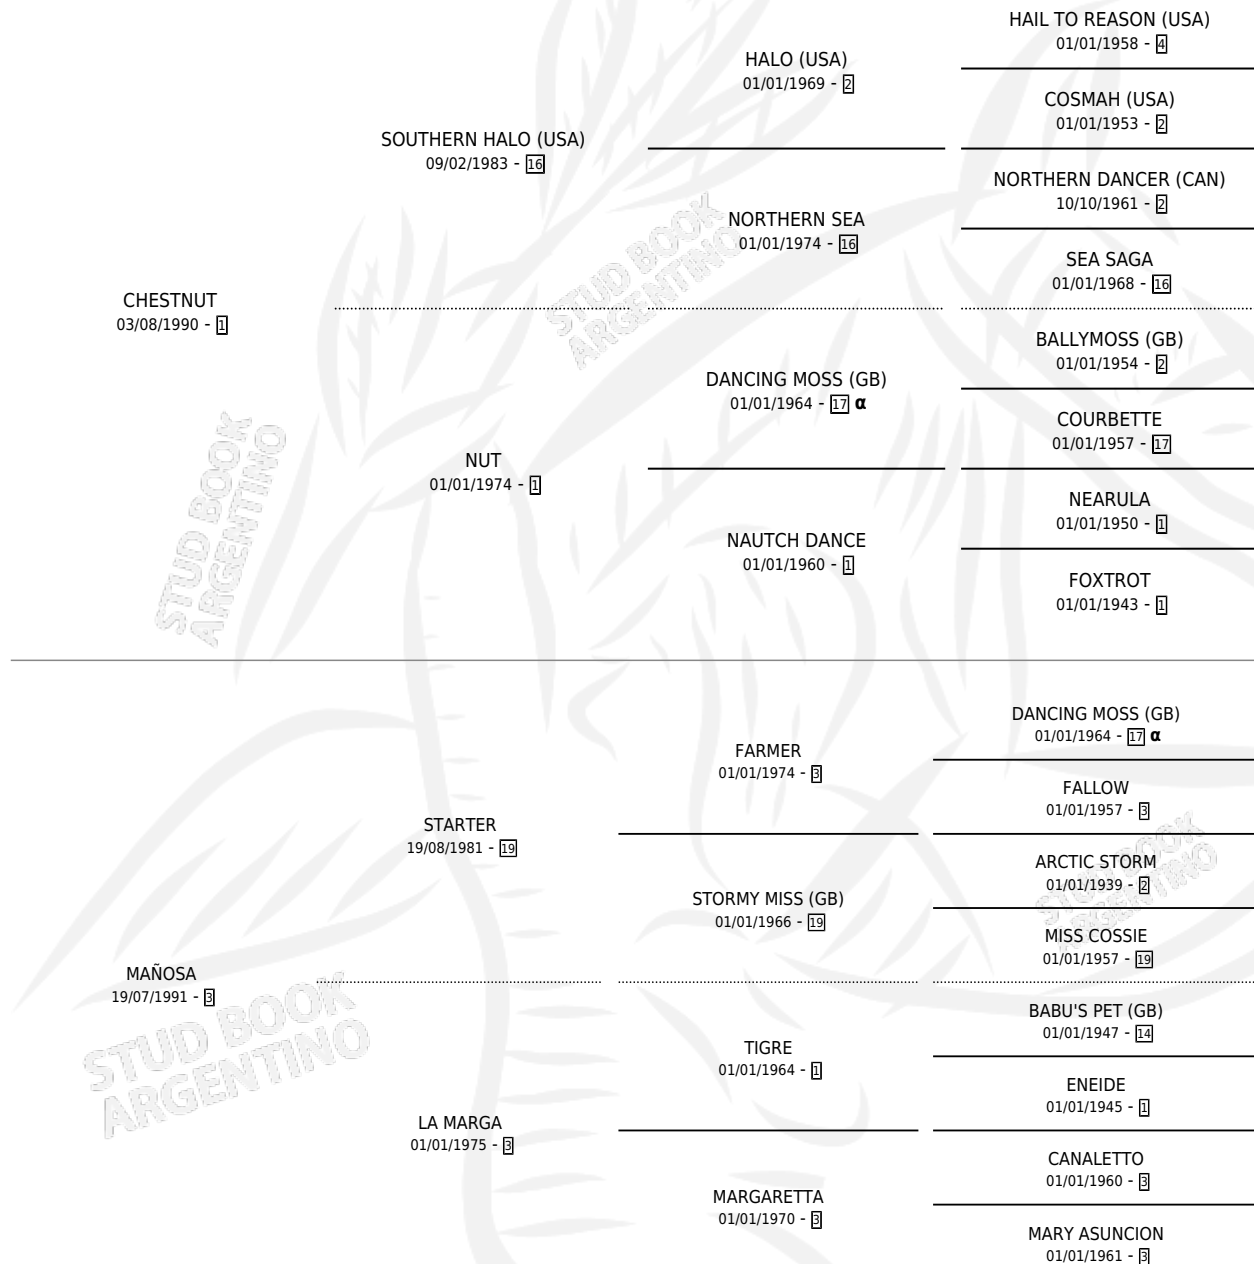 HAIL TO REASON (USA)
01/01/1958 - 4
HALO (USA)
01/01/1969 - 2
COSMAH (USA)
01/01/1953 - 2
SOUTHERN HALO (USA)
09/02/1983 - 16
NORTHERN DANCER (CAN)
10/10/1961 - 2
NORTHERN SEA
01/01/1974 - 16
SEA SAGA
01/01/1968 - 16
CHESTNUT
03/08/1990 - 1
STUD BOOK
ARGENTINO
BALLYMOSS (GB)
01/01/1954 - 2
DANCING MOSS (GB)
01/01/1964 - 17 α
COURBETTE
01/01/1957 - 17
NUT
01/01/1974 - 1
NEARULA
01/01/1950 - 1
NAUTCH DANCE
01/01/1960 - 1
FOXTROT
01/01/1943 - 1
STUD BOOK
ARGENTINO
DANCING MOSS (GB)
01/01/1964 - 17 α
FARMER
01/01/1974 - 3
FALLOW
01/01/1957 - 3
STARTER
19/08/1981 - 19
ARCTIC STORM
01/01/1939 - 2
STORMY MISS (GB)
01/01/1966 - 19
MISS COSSIE
01/01/1957 - 19
STUD BOOK
ARGENTINO
MAÑOSA
19/07/1991 - 3
STUD BOOK
ARGENTINO
BABU'S PET (GB)
01/01/1947 - 14
TIGRE
01/01/1964 - 1
ENEIDE
01/01/1945 - 1
LA MARGA
01/01/1975 - 3
CANALETTO
01/01/1960 - 3
MARGARETTA
01/01/1970 - 3
MARY ASUNCION
01/01/1961 - 3